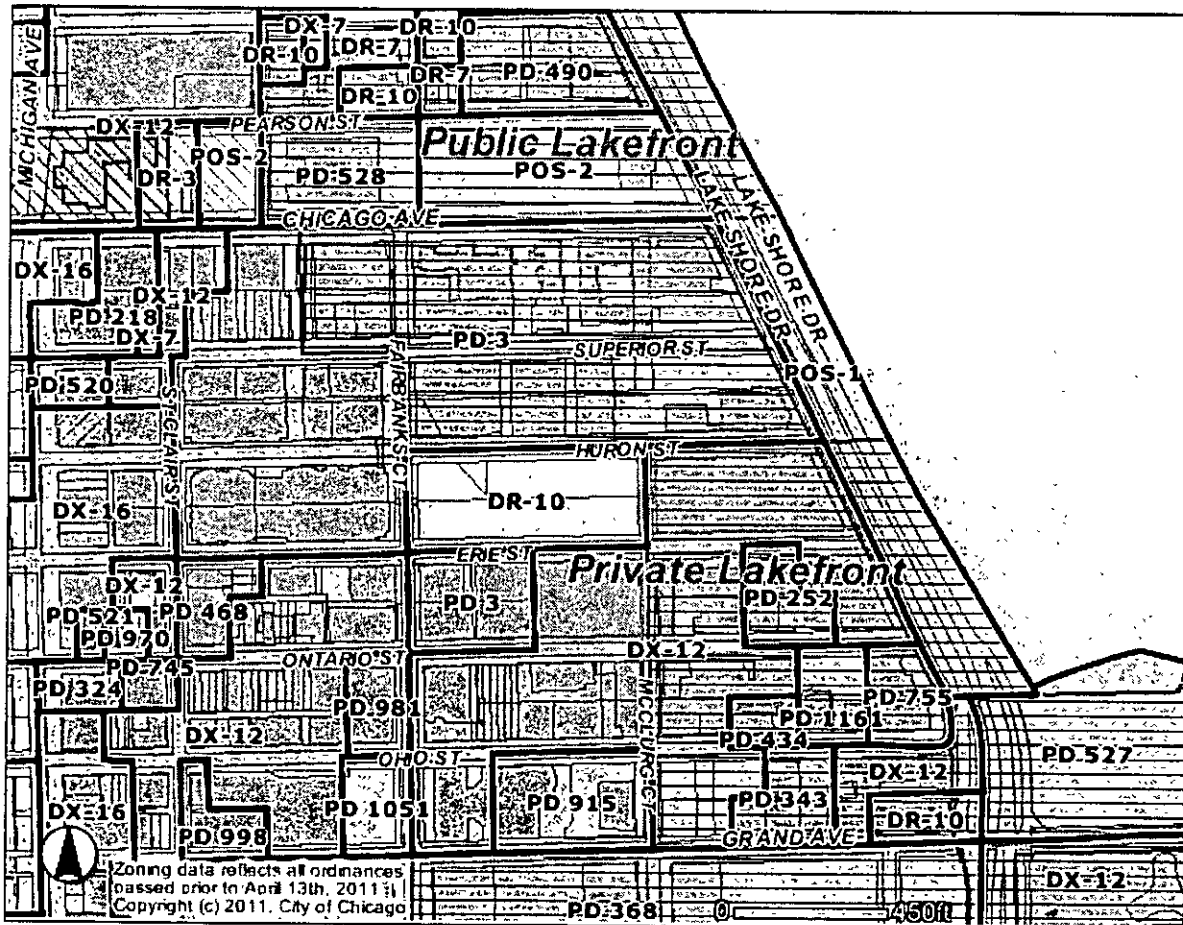 MICHIGAN AVE
DX-7
DR-10
DR-10
DR-7
PD 490
DR-7
DR-10
DX-12
PEARSON ST
Public Lakefront
POS-2
POS-2
DR-3
PD 528
CHICAGO AVE
LAKE SHORE DR
LAKE SHORE DR
DX-16
DX-12
PD 218
DX-7
PD 3
SUPERIOR ST
FAIRBANKS CT
POS-1
PD 520
ST CLAIR ST
HURON ST
DX-16
DR-10
ERIE ST
Private Lakefront
DX-12
PD 521
PD 468
PD 3
PD 252
PD 970
ONTARIO ST
DX-12
PD 745
PD 324
MCCLURG CT
PD 755
PD 981
PD 1161
DX-12
PD 434
OHIO ST
PD 527
DX-12
DX-16
PD 1051
PD 915
PD 343
DR-10
PD 998
GRAND AVE
Zoning data reflects all ordinances
passed prior to April 13th, 2011
Copyright (c) 2011, City of Chicago
PD 368
0
450ft
DX-12